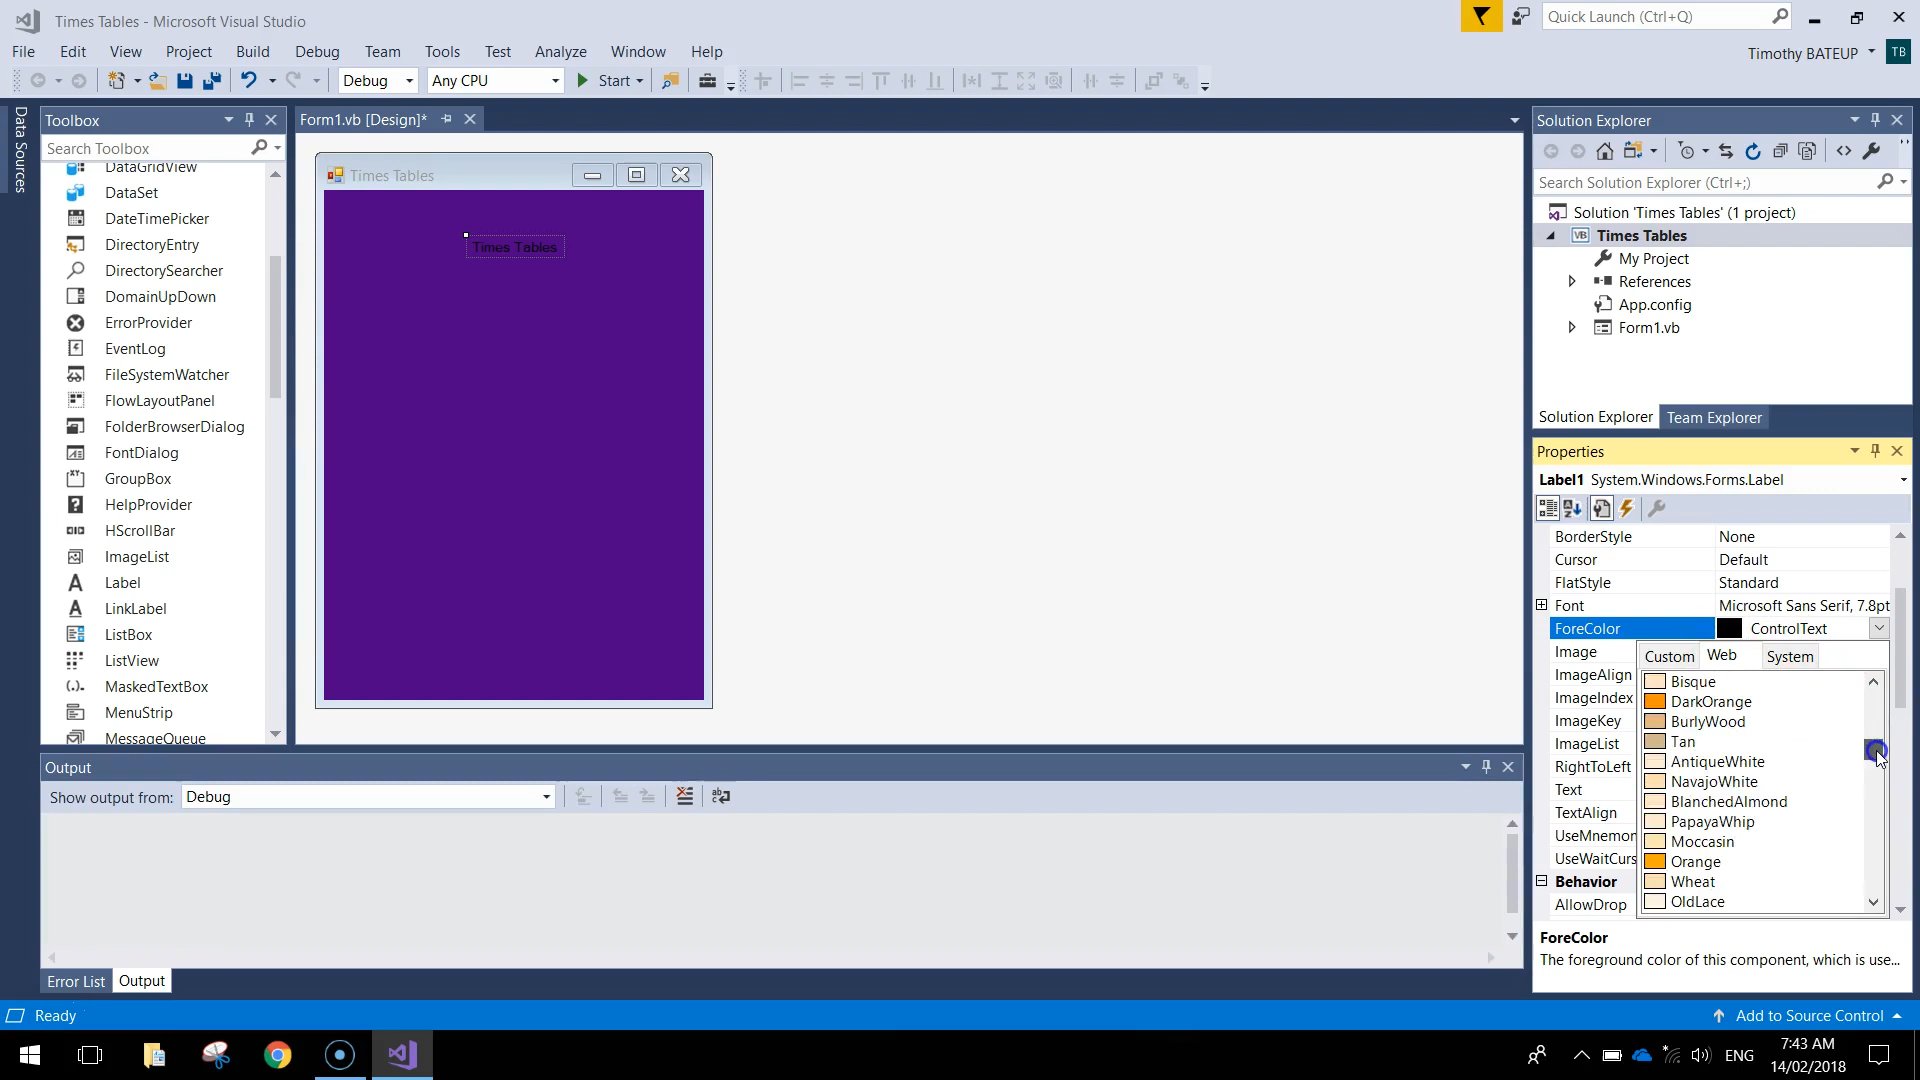 Times Tables - Microsoft Visual Studio
Quick Launch (Ctrl+Q)
File Edit View Project Build Debug Team Tools Test Analyze Window Help
Timothy BATEUP TB
Debug Any CPU Start
Data Sources
Toolbox
Search Toolbox
DataGridView
DataSet
DateTimePicker
DirectoryEntry
DirectorySearcher
DomainUpDown
ErrorProvider
EventLog
FileSystemWatcher
FlowLayoutPanel
FolderBrowserDialog
FontDialog
GroupBox
HelpProvider
HScrollBar
ImageList
Label
LinkLabel
ListBox
ListView
MaskedTextBox
MenuStrip
MessageQueue
Form1.vb [Design]*
Times Tables
Times Tables
Solution Explorer
Search Solution Explorer (Ctrl+;)
Solution 'Times Tables' (1 project)
VB Times Tables
My Project
References
App.config
Form1.vb
Solution Explorer Team Explorer
Properties
Label1 System.Windows.Forms.Label
BorderStyle None
Cursor Default
FlatStyle Standard
Font Microsoft Sans Serif, 7.8pt
ForeColor ControlText
Image
ImageAlign
ImageIndex
ImageKey
ImageList
RightToLeft
Text
TextAlign
UseMnemon
UseWaitCurs
Behavior
AllowDrop
Custom Web System
Bisque
DarkOrange
BurlyWood
Tan
AntiqueWhite
NavajoWhite
BlanchedAlmond
PapayaWhip
Moccasin
Orange
Wheat
OldLace
ForeColor
The foreground color of this component, which is use...
Output
Show output from: Debug
Error List Output
Ready
Add to Source Control
ENG
7:43 AM
14/02/2018